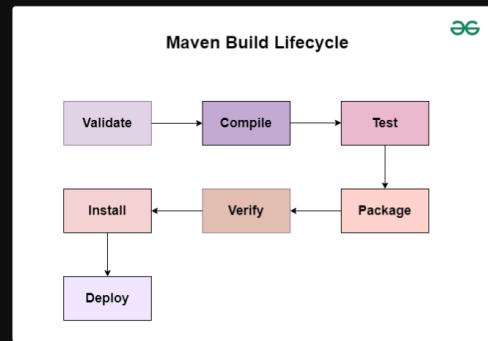 Maven Build Lifecycle
Validate
Compile
Test
Install
Verify
Package
Deploy